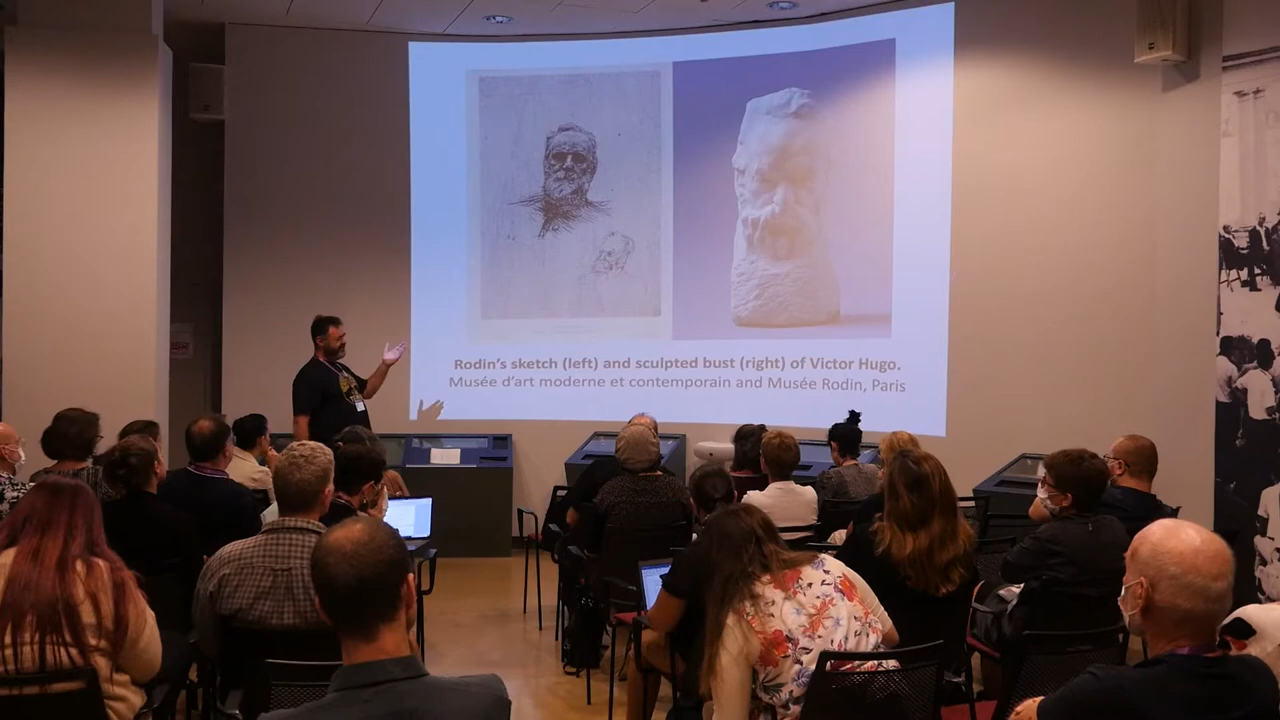 Rodin's sketch (left) and sculpted bust (right) of Victor Hugo.
Musée d'art moderne et contemporain and Musée Rodin, Paris